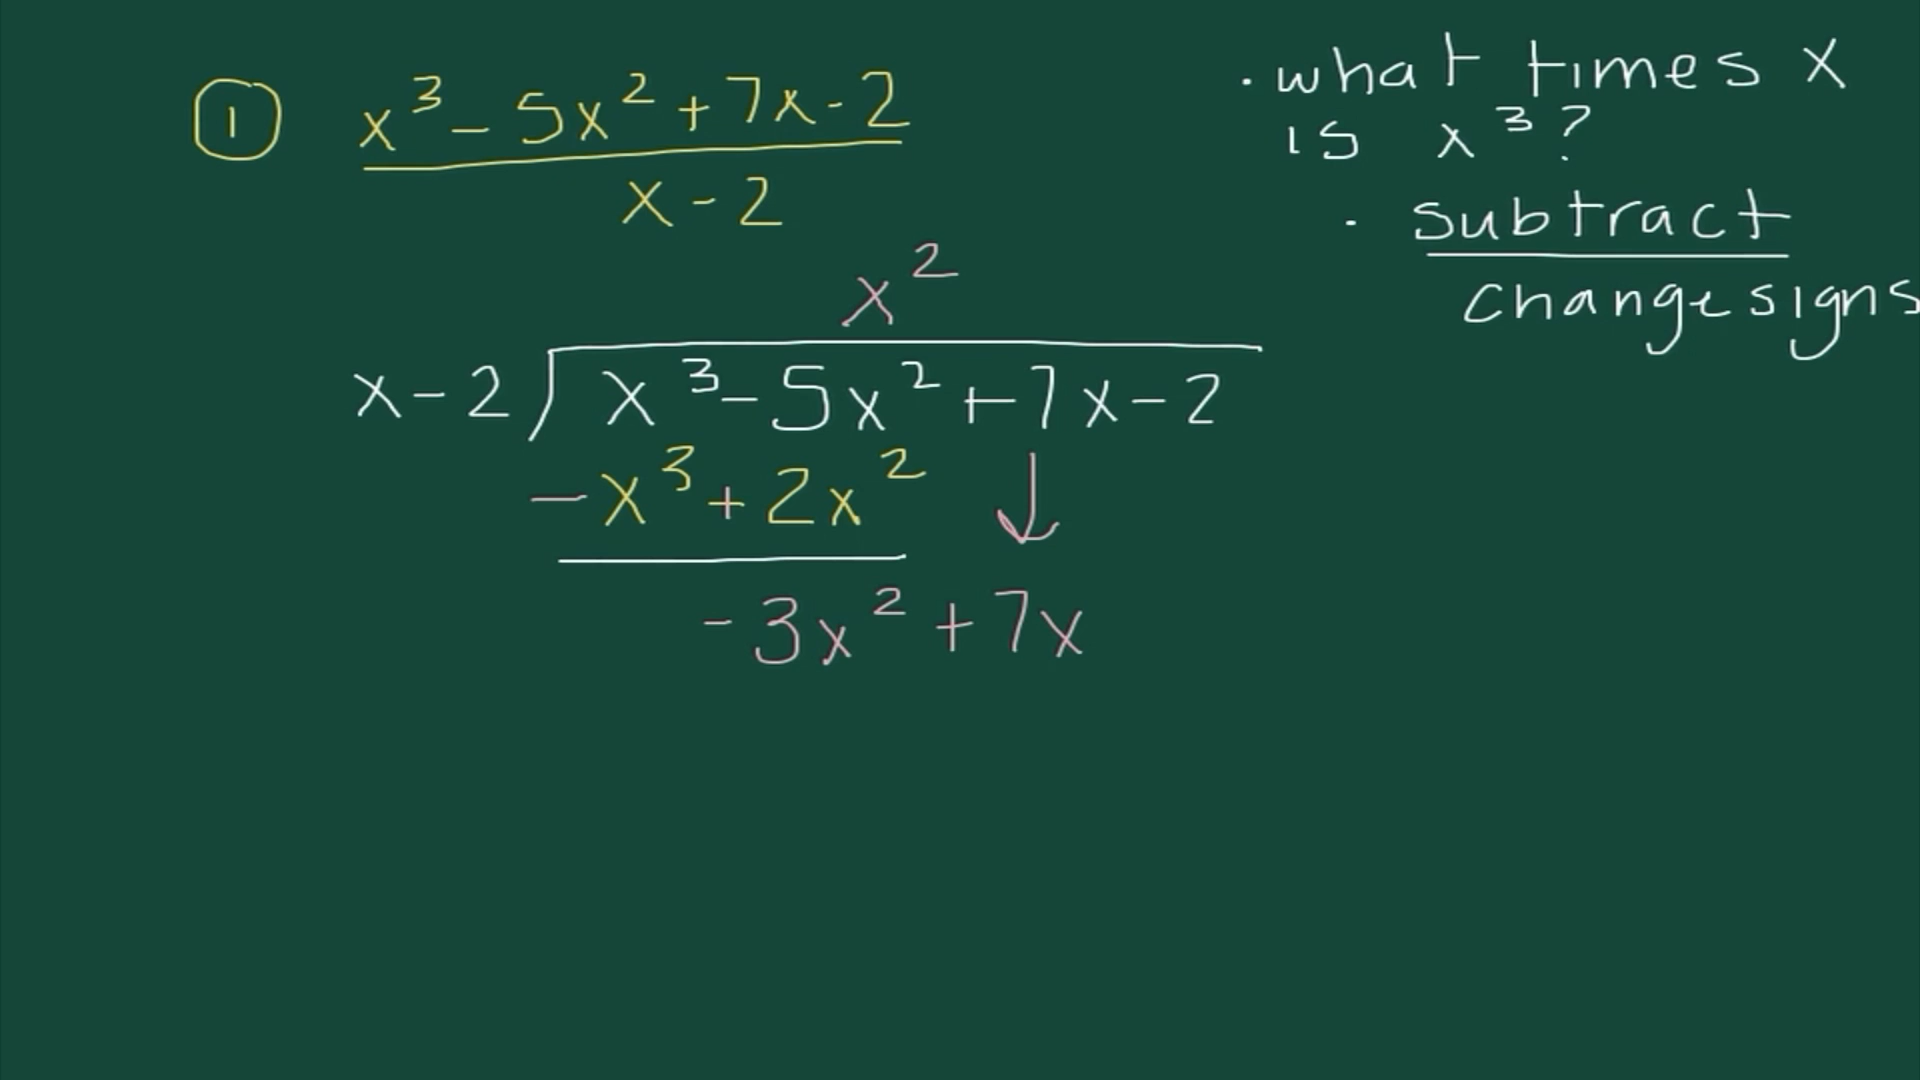 ① x³ - 5x² + 7x - 2
x - 2
· what times x
is x³?
· subtract
change signs
x²
x - 2 ) x³ - 5x² + 7x - 2
- x³ + 2x² ↓
- 3x² + 7x